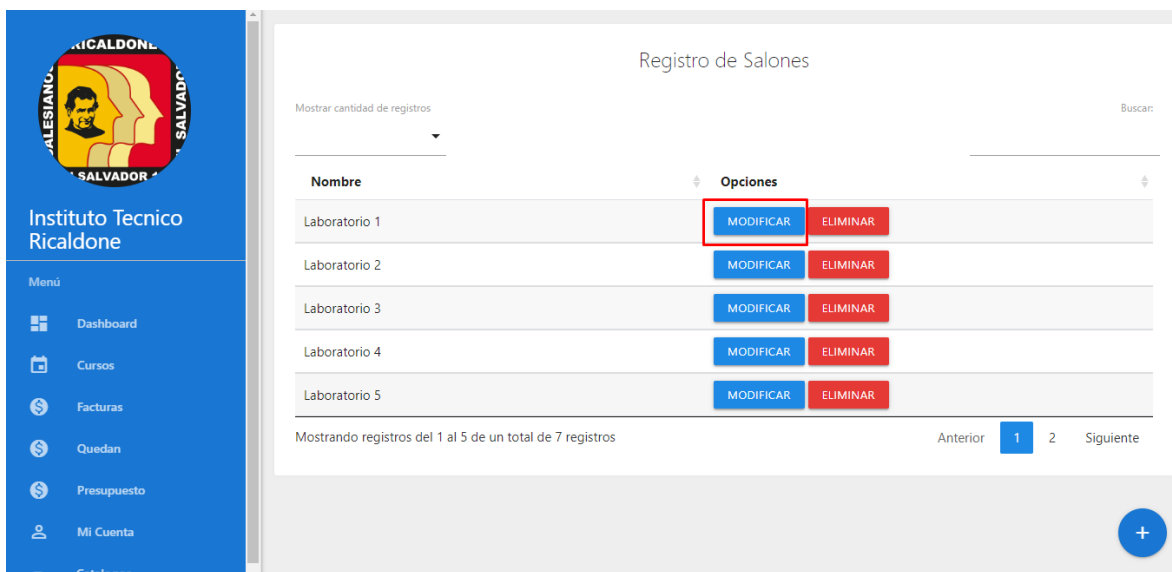 RICALDONE
SALESIANOS
SALVADOR
SALVADOR
Instituto Tecnico
Ricaldone
Menú
Dashboard
Cursos
Facturas
Quedan
Presupuesto
Mi Cuenta
Registro de Salones
Mostrar cantidad de registros
Buscar:
Nombre Opciones
Laboratorio 1 MODIFICAR ELIMINAR
Laboratorio 2 MODIFICAR ELIMINAR
Laboratorio 3 MODIFICAR ELIMINAR
Laboratorio 4 MODIFICAR ELIMINAR
Laboratorio 5 MODIFICAR ELIMINAR
Mostrando registros del 1 al 5 de un total de 7 registros Anterior 1 2 Siguiente
+